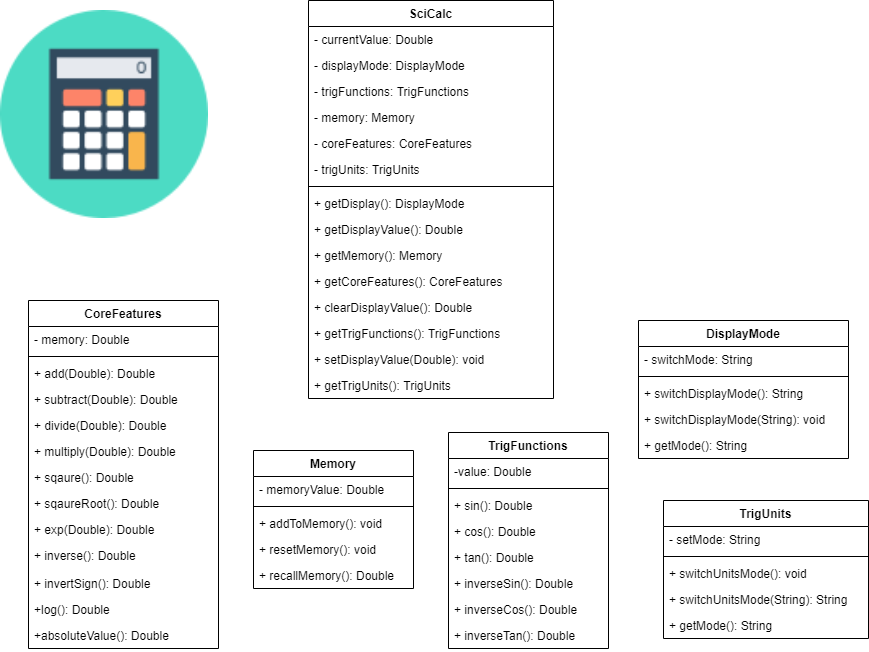 0
SciCalc
- currentValue: Double
- displayMode: DisplayMode
- trigFunctions: TrigFunctions
- memory: Memory
- coreFeatures: CoreFeatures
- trigUnits: TrigUnits
+ getDisplay(): DisplayMode
+ getDisplayValue(): Double
+ getMemory(): Memory
+ getCoreFeatures(): CoreFeatures
+ clearDisplayValue(): Double
+ getTrigFunctions(): TrigFunctions
+ setDisplayValue(Double): void
+ getTrigUnits(): TrigUnits
CoreFeatures
- memory: Double
+ add(Double): Double
+ subtract(Double): Double
+ divide(Double): Double
+ multiply(Double): Double
+ sqaure(): Double
+ sqaureRoot(): Double
+ exp(Double): Double
+ inverse(): Double
+ invertSign(): Double
+log(): Double
+absoluteValue(): Double
Memory
- memoryValue: Double
+ addToMemory(): void
+ resetMemory(): void
+ recallMemory(): Double
TrigFunctions
-value: Double
+ sin(): Double
+ cos(): Double
+ tan(): Double
+ inverseSin(): Double
+ inverseCos(): Double
+ inverseTan(): Double
DisplayMode
- switchMode: String
+ switchDisplayMode(): String
+ switchDisplayMode(String): void
+ getMode(): String
TrigUnits
- setMode: String
+ switchUnitsMode(): void
+ switchUnitsMode(String): String
+ getMode(): String